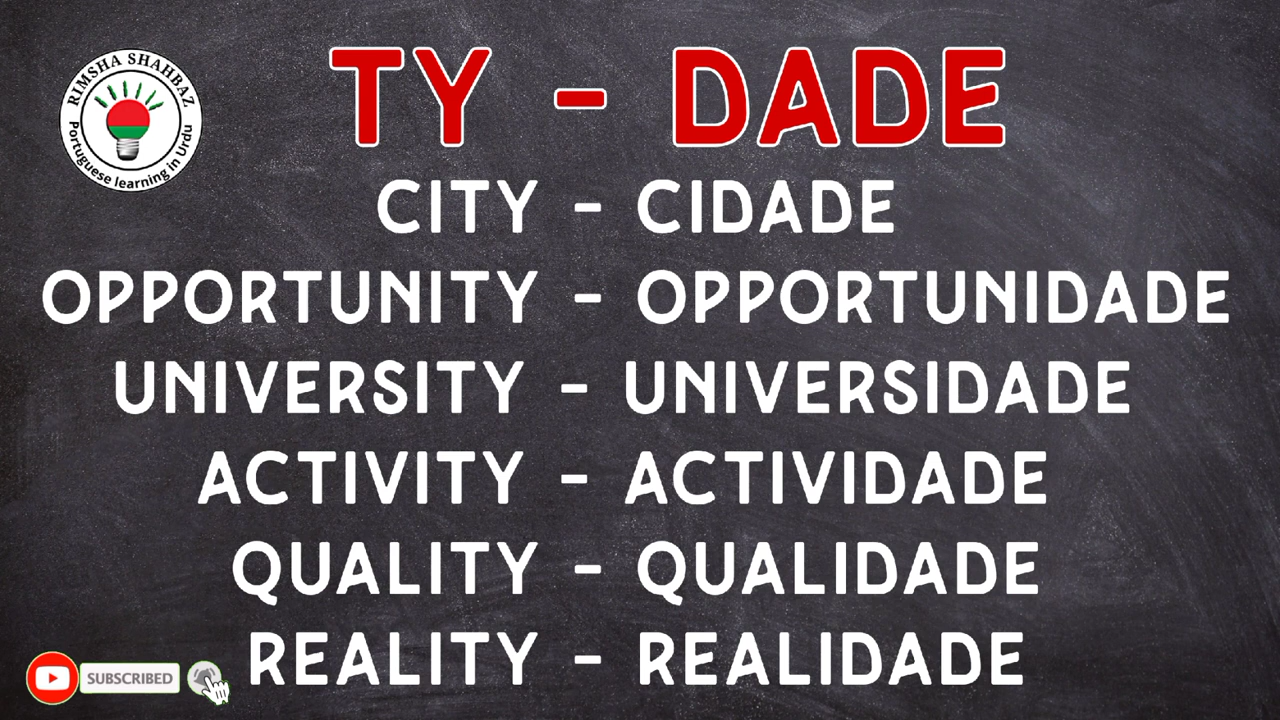 RIMSHA SHAHBAZ
Portuguese learning in Urdu
TY - DADE
CITY - CIDADE
OPPORTUNITY - OPPORTUNIDADE
UNIVERSITY - UNIVERSIDADE
ACTIVITY - ACTIVIDADE
QUALITY - QUALIDADE
REALITY - REALIDADE
SUBSCRIBED